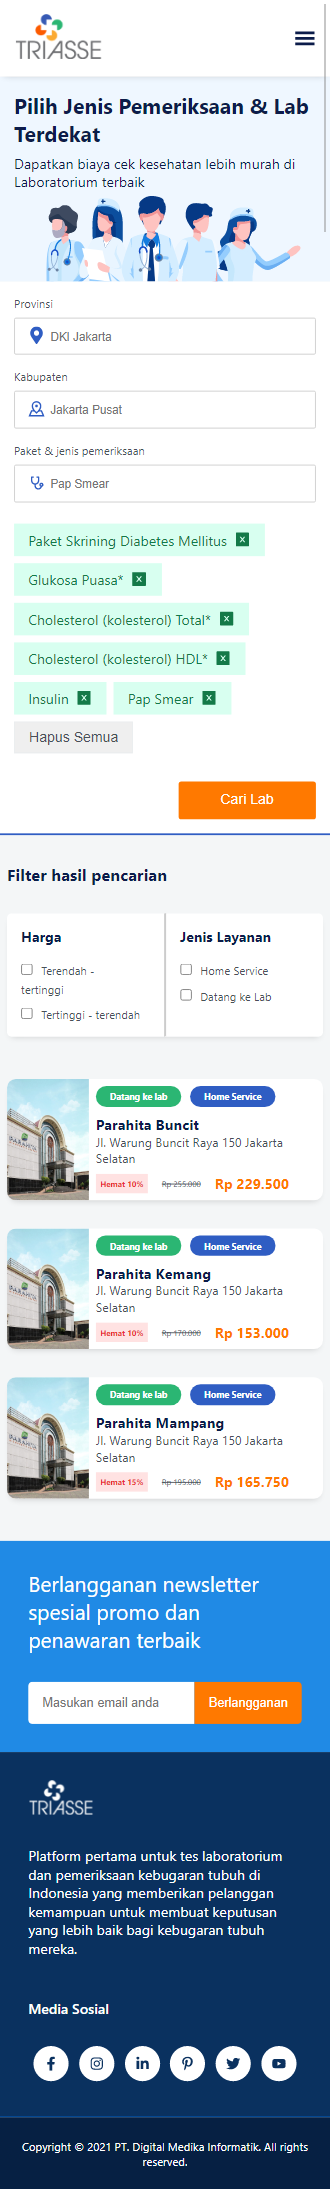 TRIASSE
Pilih Jenis Pemeriksaan & Lab
Terdekat
Dapatkan biaya cek kesehatan lebih murah di
Laboratorium terbaik
Provinsi
DKI Jakarta
Kabupaten
Jakarta Pusat
Paket & jenis pemeriksaan
Pap Smear
Paket Skrining Diabetes Mellitus x
Glukosa Puasa* x
Cholesterol (kolesterol) Total* x
Cholesterol (kolesterol) HDL* x
Insulin x Pap Smear x
Hapus Semua
Cari Lab
Filter hasil pencarian
Harga
Terendah -
tertinggi
Tertinggi - terendah
Jenis Layanan
Home Service
Datang ke Lab
PARAHITA
Datang ke lab Home Service
Parahita Buncit
Jl. Warung Buncit Raya 150 Jakarta
Selatan
Hemat 10% Rp 255.000 Rp 229.500
PARAHITA
Datang ke lab Home Service
Parahita Kemang
Jl. Warung Buncit Raya 150 Jakarta
Selatan
Hemat 10% Rp 170.000 Rp 153.000
PARAHITA
Datang ke lab Home Service
Parahita Mampang
Jl. Warung Buncit Raya 150 Jakarta
Selatan
Hemat 15% Rp 195.000 Rp 165.750
Berlangganan newsletter
spesial promo dan
penawaran terbaik
Masukan email anda Berlangganan
TRIASSE
Platform pertama untuk tes laboratorium
dan pemeriksaan kebugaran tubuh di
Indonesia yang memberikan pelanggan
kemampuan untuk membuat keputusan
yang lebih baik bagi kebugaran tubuh
mereka.
Media Sosial
Copyright © 2021 PT. Digital Medika Informatik. All rights
reserved.